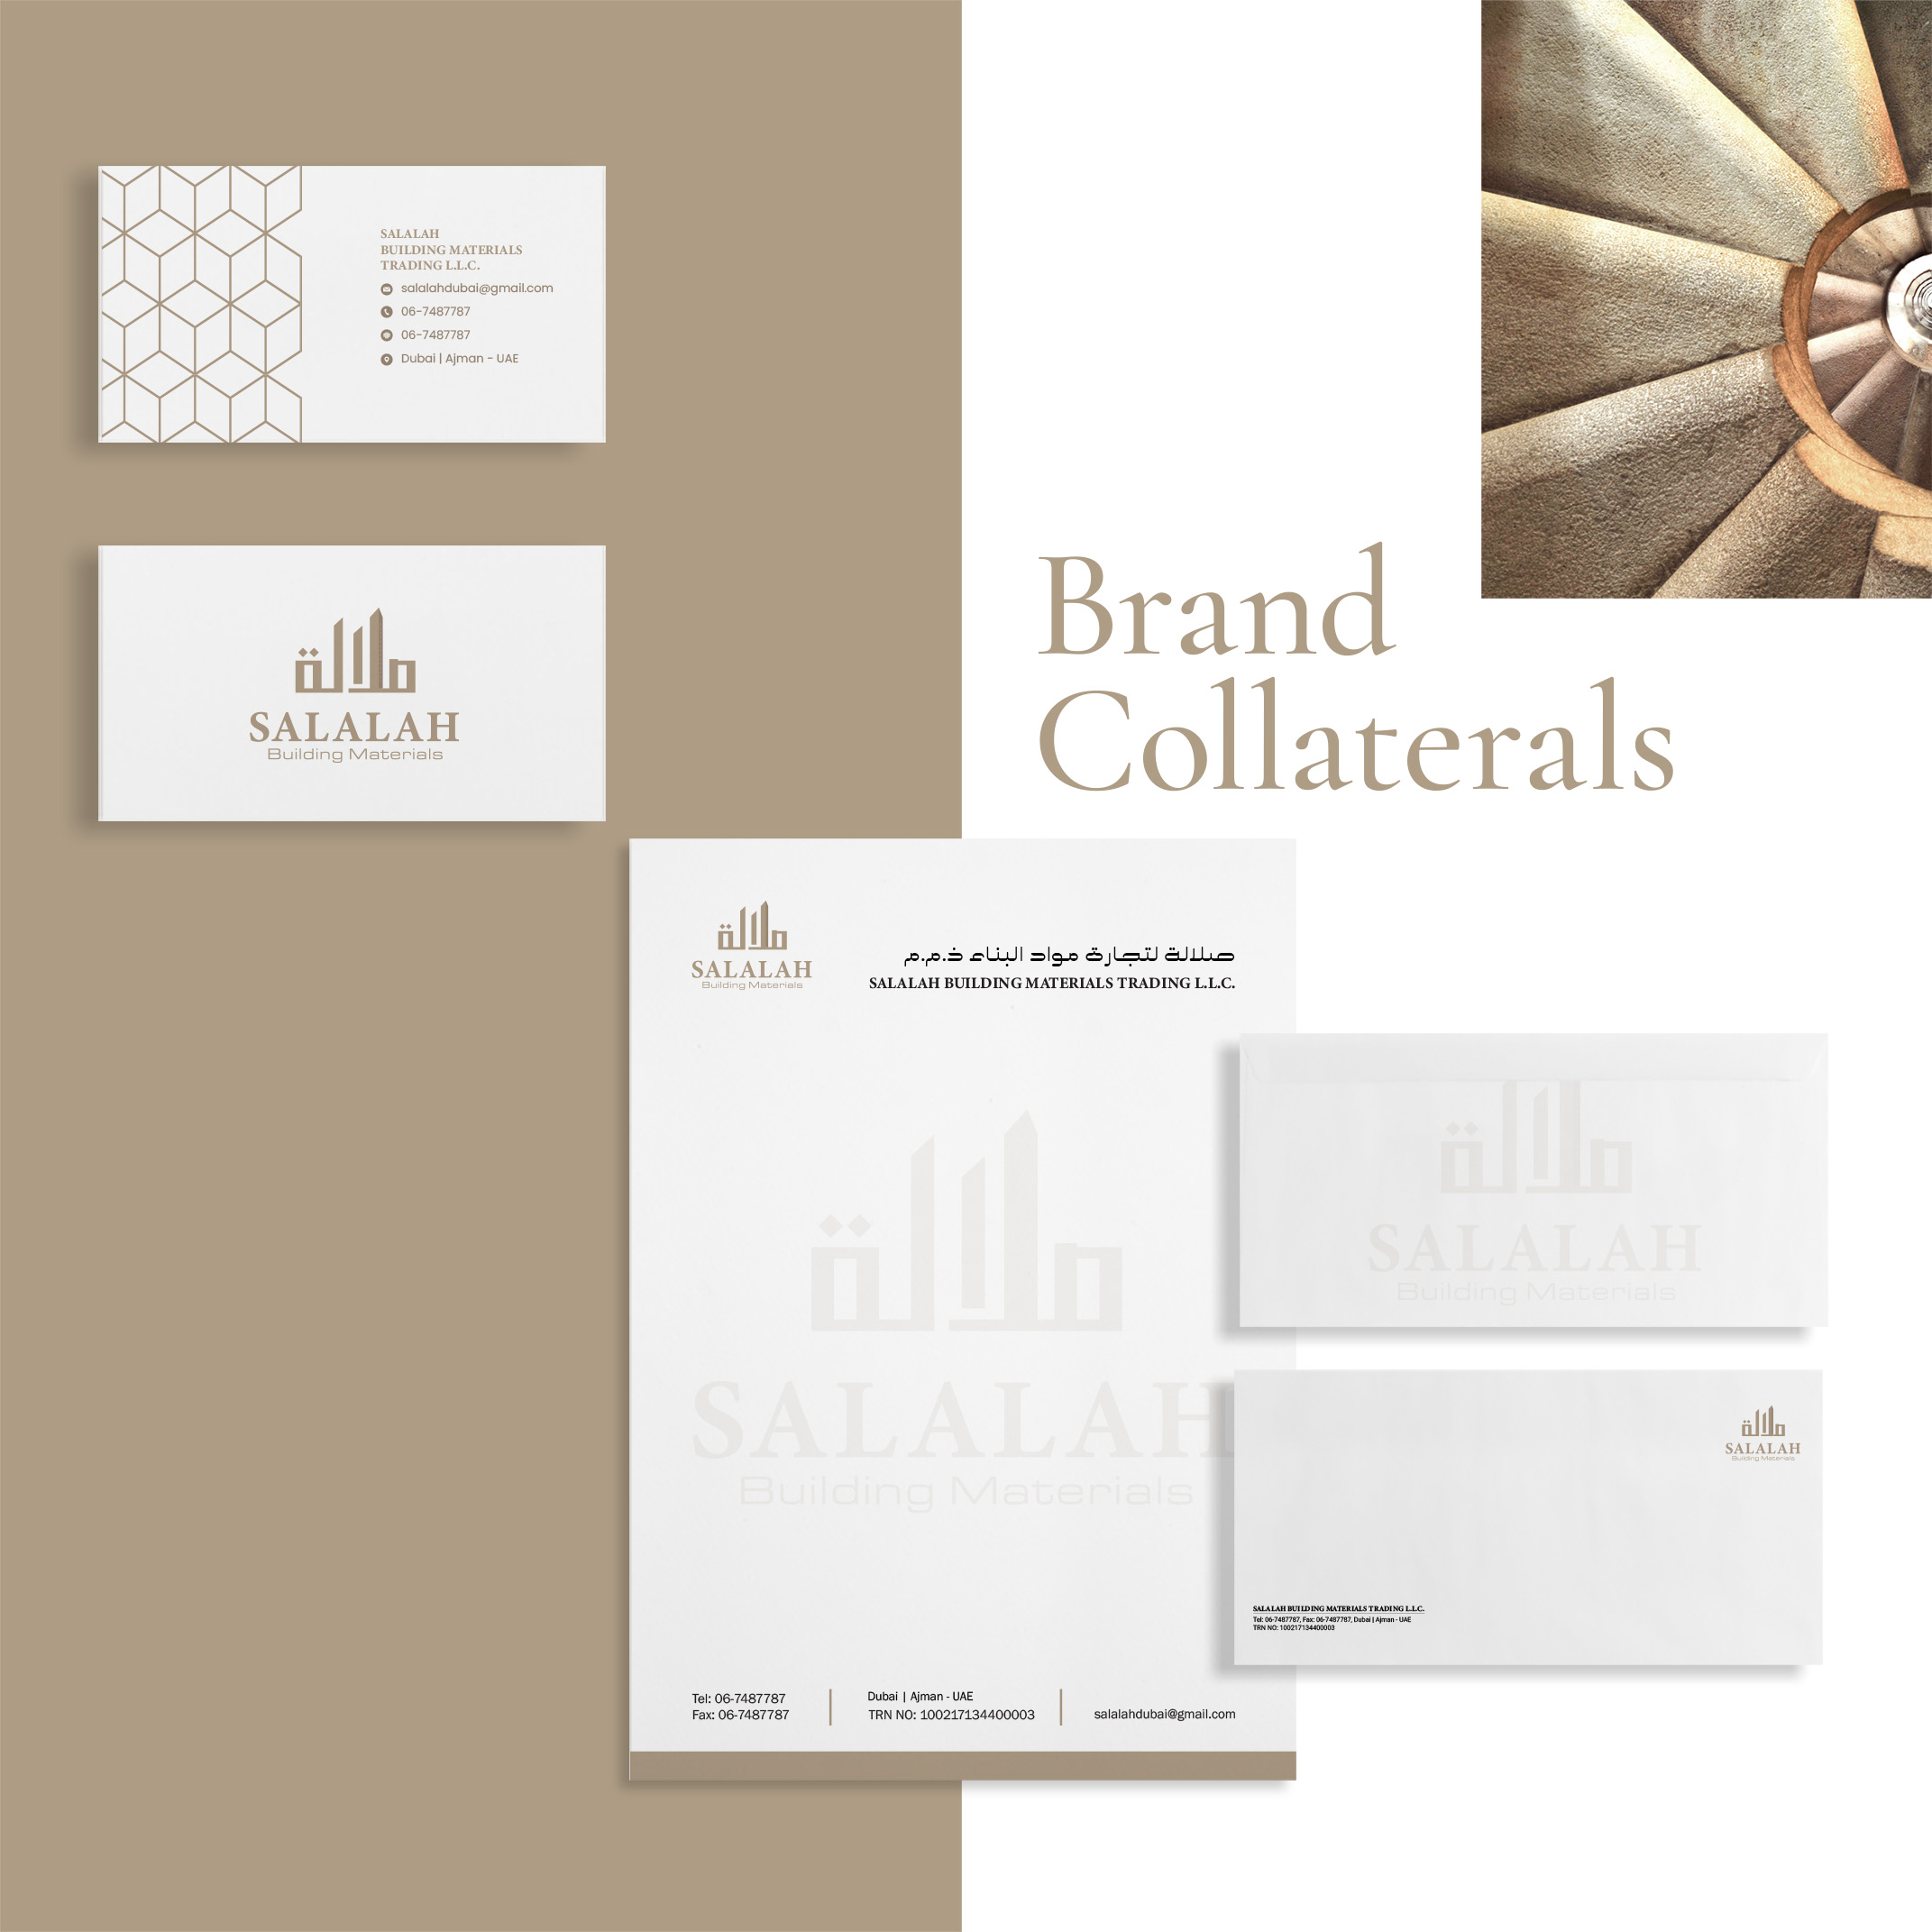 SALALAH
BUILDING MATERIALS
TRADING L.L.C.
salalahdubai@gmail.com
06-7487787
06-7487787
Dubai | Ajman - UAE
صلالة
SALALAH
Building Materials
Brand
Collaterals
صلالة
SALALAH
Building Materials
صلالة لتجارة مواد البناء ذ.م.م
SALALAH BUILDING MATERIALS TRADING L.L.C.
صلالة
SALALAH
Building Materials
Tel: 06-7487787
Fax: 06-7487787
Dubai | Ajman - UAE
TRN NO: 100217134400003
salalahdubai@gmail.com
صلالة
SALALAH
Building Materials
صلالة
SALALAH
Building Materials
SALALAH BUILDING MATERIALS TRADING L.L.C.
Tel: 06-7487787, Fax: 06-7487787, Dubai | Ajman - UAE
TRN NO: 100217134400003